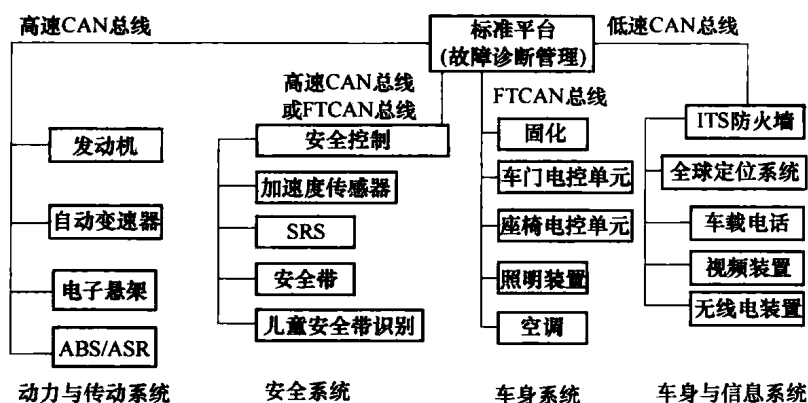 高速CAN总线
标准平台
(故障诊断管理)
低速CAN总线
高速CAN总线
或FTCAN总线
FTCAN总线
发动机
自动变速器
电子悬架
ABS/ASR
动力与传动系统
安全控制
加速度传感器
SRS
安全带
儿童安全带识别
安全系统
固化
车门电控单元
座椅电控单元
照明装置
空调
车身系统
ITS防火墙
全球定位系统
车载电话
视频装置
无线电装置
车身与信息系统